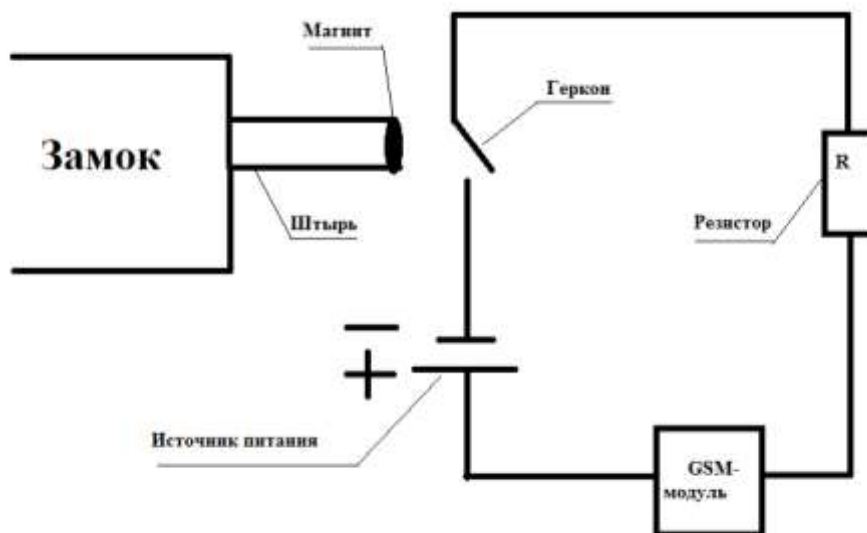 Магнит
Геркон
Замок
R
Резистор
Штырь
Источник питания
GSM-
модуль